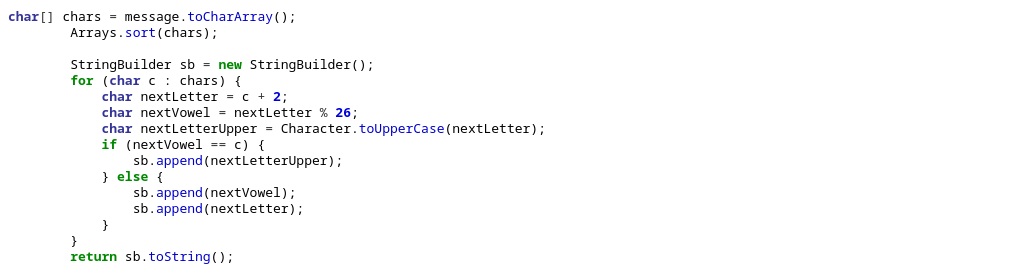 char[] chars = message.toCharArray();
        Arrays.sort(chars);

        StringBuilder sb = new StringBuilder();
        for (char c : chars) {
            char nextLetter = c + 2;
            char nextVowel = nextLetter % 26;
            char nextLetterUpper = Character.toUpperCase(nextLetter);
            if (nextVowel == c) {
                sb.append(nextLetterUpper);
            } else {
                sb.append(nextVowel);
                sb.append(nextLetter);
            }
        }
        return sb.toString();